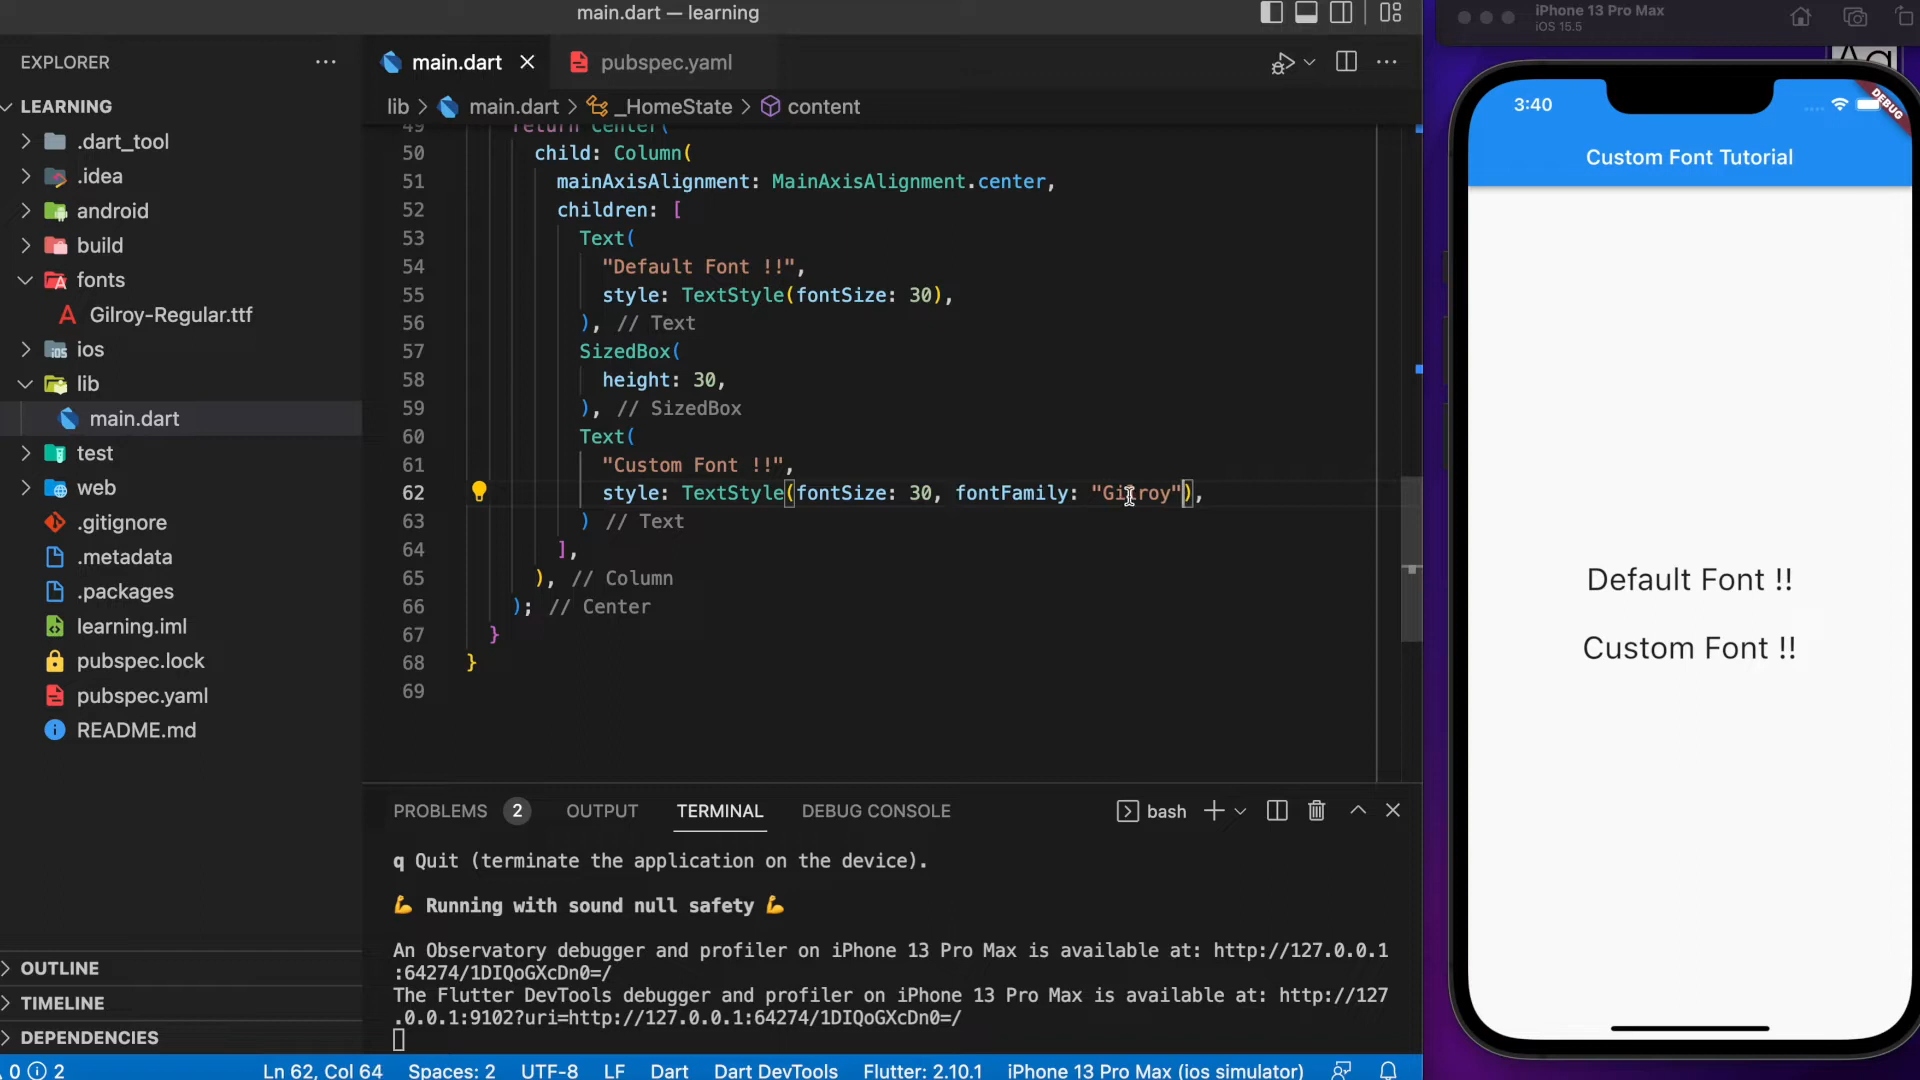 main.dart — learning
iPhone 13 Pro Max
iOS 15.5
EXPLORER
main.dart
pubspec.yaml
lib > main.dart > _HomeState > content
LEARNING
.dart_tool
.idea
android
build
fonts
Gilroy-Regular.ttf
ios
lib
main.dart
test
web
.gitignore
.metadata
.packages
learning.iml
pubspec.lock
pubspec.yaml
README.md
OUTLINE
TIMELINE
DEPENDENCIES
49 return Center(
50 child: Column(
51 mainAxisAlignment: MainAxisAlignment.center,
52 children: [
53 Text(
54 "Default Font !!",
55 style: TextStyle(fontSize: 30),
56 ), // Text
57 SizedBox(
58 height: 30,
59 ), // SizedBox
60 Text(
61 "Custom Font !!",
62 style: TextStyle(fontSize: 30, fontFamily: "Gilroy"),
63 ) // Text
64 ],
65 ), // Column
66 ); // Center
67 }
68 }
69
PROBLEMS 2 OUTPUT TERMINAL DEBUG CONSOLE bash
q Quit (terminate the application on the device).
💪 Running with sound null safety 💪
An Observatory debugger and profiler on iPhone 13 Pro Max is available at: http://127.0.0.1
:64274/1DIQoGXcDn0=/
The Flutter DevTools debugger and profiler on iPhone 13 Pro Max is available at: http://127
.0.0.1:9102?uri=http://127.0.0.1:64274/1DIQoGXcDn0=/
0 2 Ln 62, Col 64 Spaces: 2 UTF-8 LF Dart Dart DevTools Flutter: 2.10.1 iPhone 13 Pro Max (ios simulator)
Aa
3:40
DEBUG
Custom Font Tutorial
Default Font !!
Custom Font !!